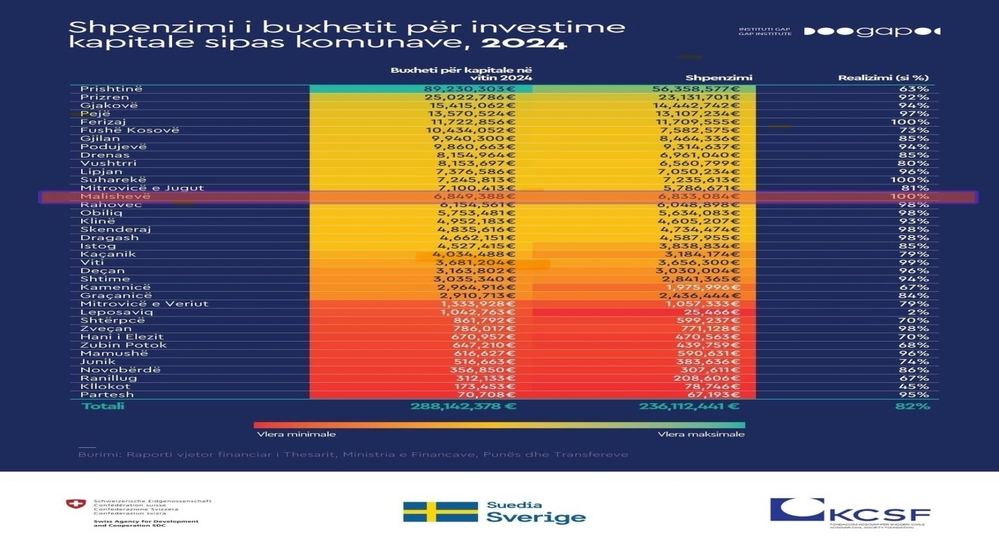 Shpenzimi i buxhetit për investime
kapitale sipas komunave, 2024
INSTITUTI GAP
GAP INSTITUTE
gap
Buxheti për kapitale në
vitin 2024 Shpenzimi Realizimi (si %)
Prishtinë 89,230,303€ 56,358,577€ 63%
Prizren 25,022,786€ 23,131,701€ 92%
Gjakovë 15,415,062€ 14,442,742€ 94%
Pejë 13,570,524€ 13,107,234€ 97%
Ferizaj 11,722,856€ 11,709,555€ 100%
Fushë Kosovë 10,434,052€ 7,582,575€ 73%
Gjilan 9,940,300€ 8,464,336€ 85%
Podujevë 9,860,663€ 9,314,637€ 94%
Drenas 8,154,964€ 6,961,040€ 85%
Vushtrri 8,153,697€ 6,560,799€ 80%
Lipjan 7,376,586€ 7,050,234€ 96%
Suharekë 7,245,813€ 7,235,613€ 100%
Mitrovicë e Jugut 7,100,413€ 5,786,671€ 81%
Malishevë 6,849,388€ 6,833,084€ 100%
Rahovec 6,154,561€ 6,048,898€ 98%
Obiliq 5,753,481€ 5,634,083€ 98%
Klinë 4,952,183€ 4,605,207€ 93%
Skenderaj 4,835,616€ 4,734,474€ 98%
Dragash 4,662,151€ 4,587,955€ 98%
Istog 4,527,415€ 3,838,834€ 85%
Kaçanik 4,034,488€ 3,184,174€ 79%
Viti 3,681,204€ 3,656,300€ 99%
Deçan 3,163,802€ 3,030,004€ 96%
Shtime 3,035,340€ 2,841,365€ 94%
Kamenicë 2,964,916€ 1,975,996€ 67%
Graçanicë 2,910,713€ 2,436,444€ 84%
Mitrovicë e Veriut 1,333,928€ 1,057,333€ 79%
Leposaviq 1,042,763€ 25,466€ 2%
Shtërpcë 861,792€ 599,237€ 70%
Zveçan 786,017€ 771,128€ 98%
Hani i Elezit 670,957€ 470,563€ 70%
Zubin Potok 647,210€ 439,759€ 68%
Mamushë 616,627€ 590,631€ 96%
Junik 516,663€ 383,636€ 74%
Novobërdë 356,850€ 307,611€ 86%
Ranillug 312,133€ 208,606€ 67%
Kllokot 173,453€ 78,746€ 45%
Partesh 70,708€ 67,193€ 95%
Totali 288,142,378 € 236,112,441 € 82%
Vlera minimale Vlera maksimale
Burimi: Raporti vjetor financiar i Thesarit, Ministria e Financave, Punës dhe Transfereve
Schweizerische Eidgenossenschaft
Confédération suisse
Confederazione Svizzera
Confederaziun svizra
Swiss Agency for Development
and Cooperation SDC
Suedia
Sverige
KCSF
FONDACIONI KOSOVAR PËR SHOQËRI CIVILE
KOSOVAR CIVIL SOCIETY FOUNDATION